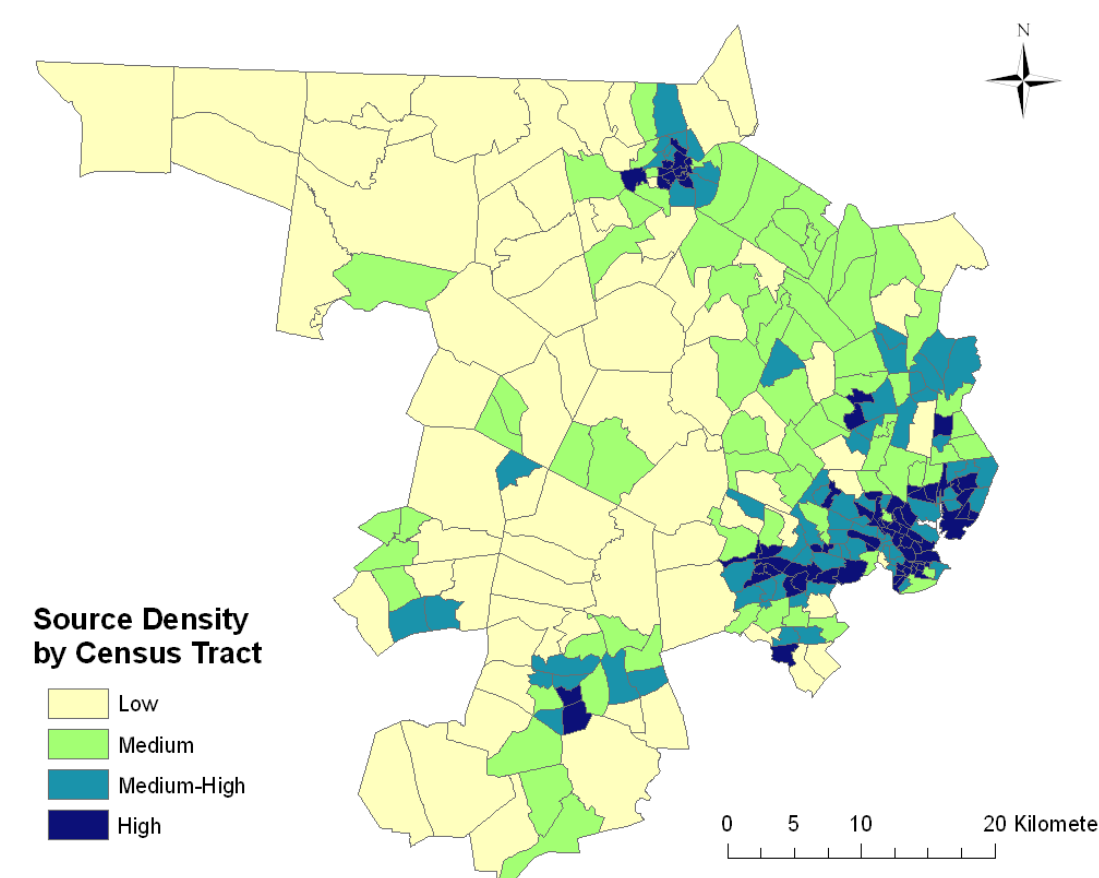 N
Source Density
by Census Tract
Low
Medium
Medium-High
High
0 5 10 20 Kilomete